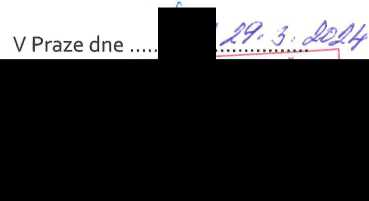 V Praze dne ..... 29. 3. 2024